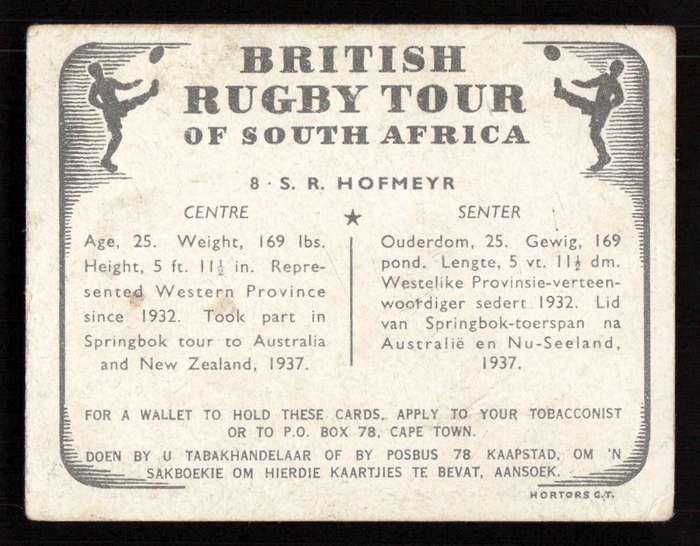 BRITISH
RUGBY TOUR
OF SOUTH AFRICA
8 · S. R. HOFMEYR
CENTRE
Age, 25. Weight, 169 lbs.
Height, 5 ft. 11½ in. Repre-
sented Western Province
since 1932. Took part in
Springbok tour to Australia
and New Zealand, 1937.
★
SENTER
Ouderdom, 25. Gewig, 169
pond. Lengte, 5 vt. 11½ dm.
Westelike Provinsie-verteen-
woordiger sedert 1932. Lid
van Springbok-toerspan na
Australië en Nu-Seeland,
1937.
FOR A WALLET TO HOLD THESE CARDS, APPLY TO YOUR TOBACCONIST
OR TO P.O. BOX 78, CAPE TOWN.
DOEN BY U TABAKHANDELAAR OF BY POSBUS 78 KAAPSTAD, OM 'N
SAKBOEKIE OM HIERDIE KAARTJIES TE BEVAT, AANSOEK.
HORTORS C.T.